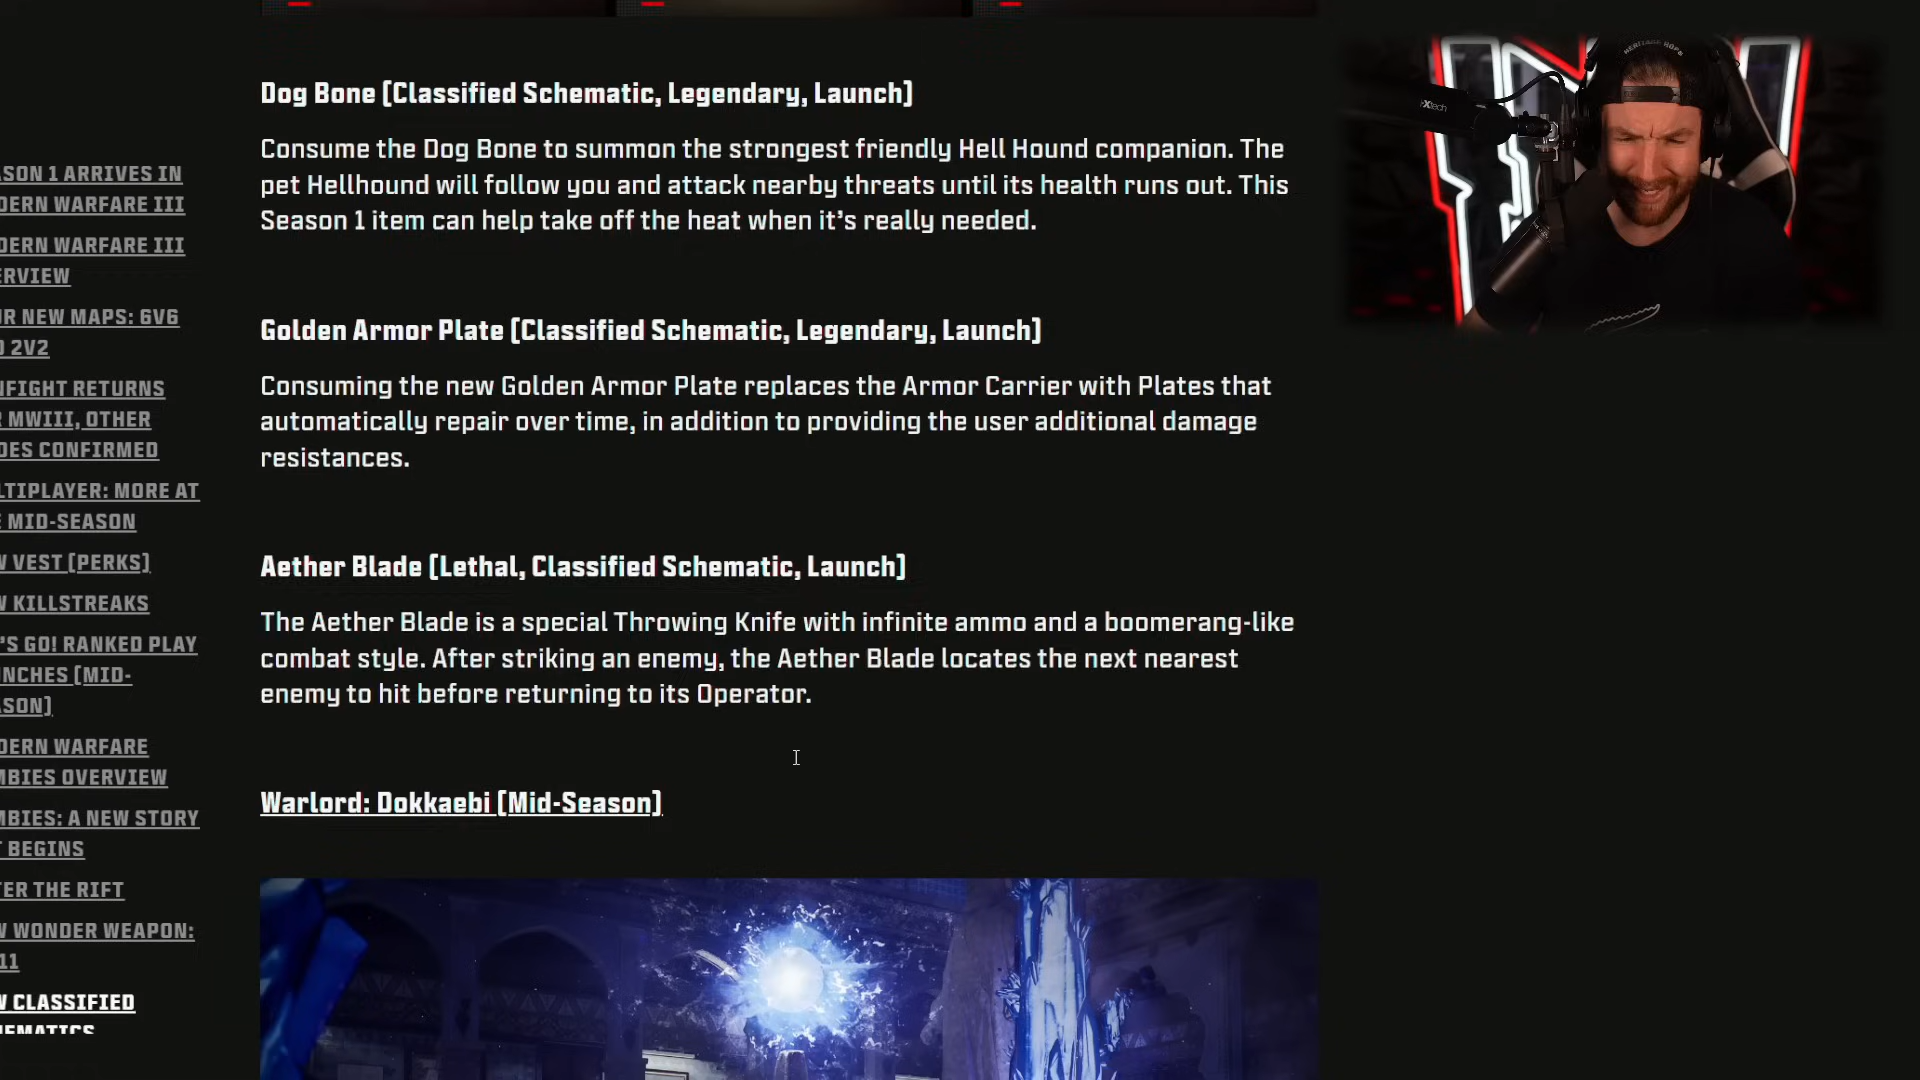 Dog Bone [Classified Schematic, Legendary, Launch]
Consume the Dog Bone to summon the strongest friendly Hell Hound companion. The
pet Hellhound will follow you and attack nearby threats until its health runs out. This
Season 1 item can help take off the heat when it's really needed.
Golden Armor Plate [Classified Schematic, Legendary, Launch]
Consuming the new Golden Armor Plate replaces the Armor Carrier with Plates that
automatically repair over time, in addition to providing the user additional damage
resistances.
Aether Blade [Lethal, Classified Schematic, Launch]
The Aether Blade is a special Throwing Knife with infinite ammo and a boomerang-like
combat style. After striking an enemy, the Aether Blade locates the next nearest
enemy to hit before returning to its Operator.
Warlord: Dokkaebi [Mid-Season]
ASON 1 ARRIVES IN
DERN WARFARE III
DERN WARFARE III
ERVIEW
R NEW MAPS: 6V6
2V2
FIGHT RETURNS
MWIII, OTHER
DES CONFIRMED
LTIPLAYER: MORE AT
MID-SEASON
VEST [PERKS]
KILLSTREAKS
'S GO! RANKED PLAY
NCHES [MID-
ASON]
DERN WARFARE
MBIES OVERVIEW
MBIES: A NEW STORY
BEGINS
TER THE RIFT
WONDER WEAPON:
11
CLASSIFIED
EMATICS